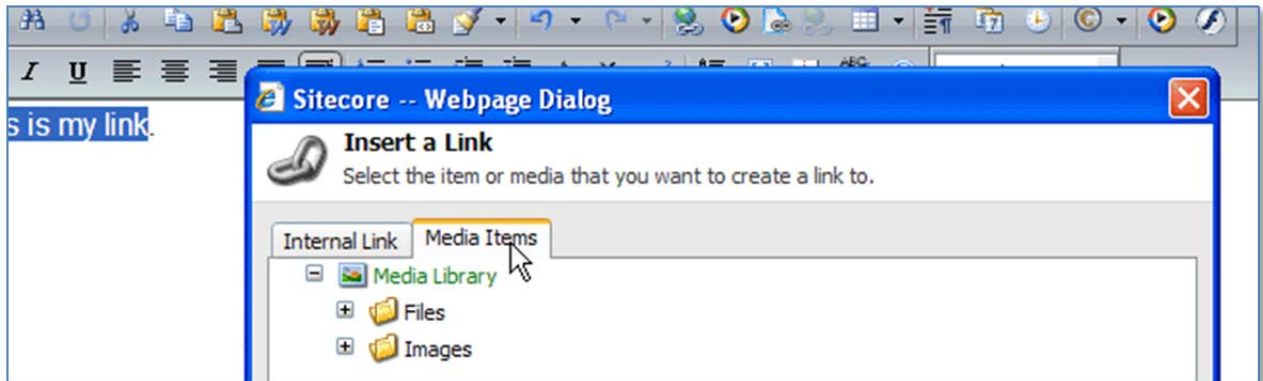 I U
s is my link.
Sitecore -- Webpage Dialog
Insert a Link
Select the item or media that you want to create a link to.
Internal Link Media Items
Media Library
Files
Images